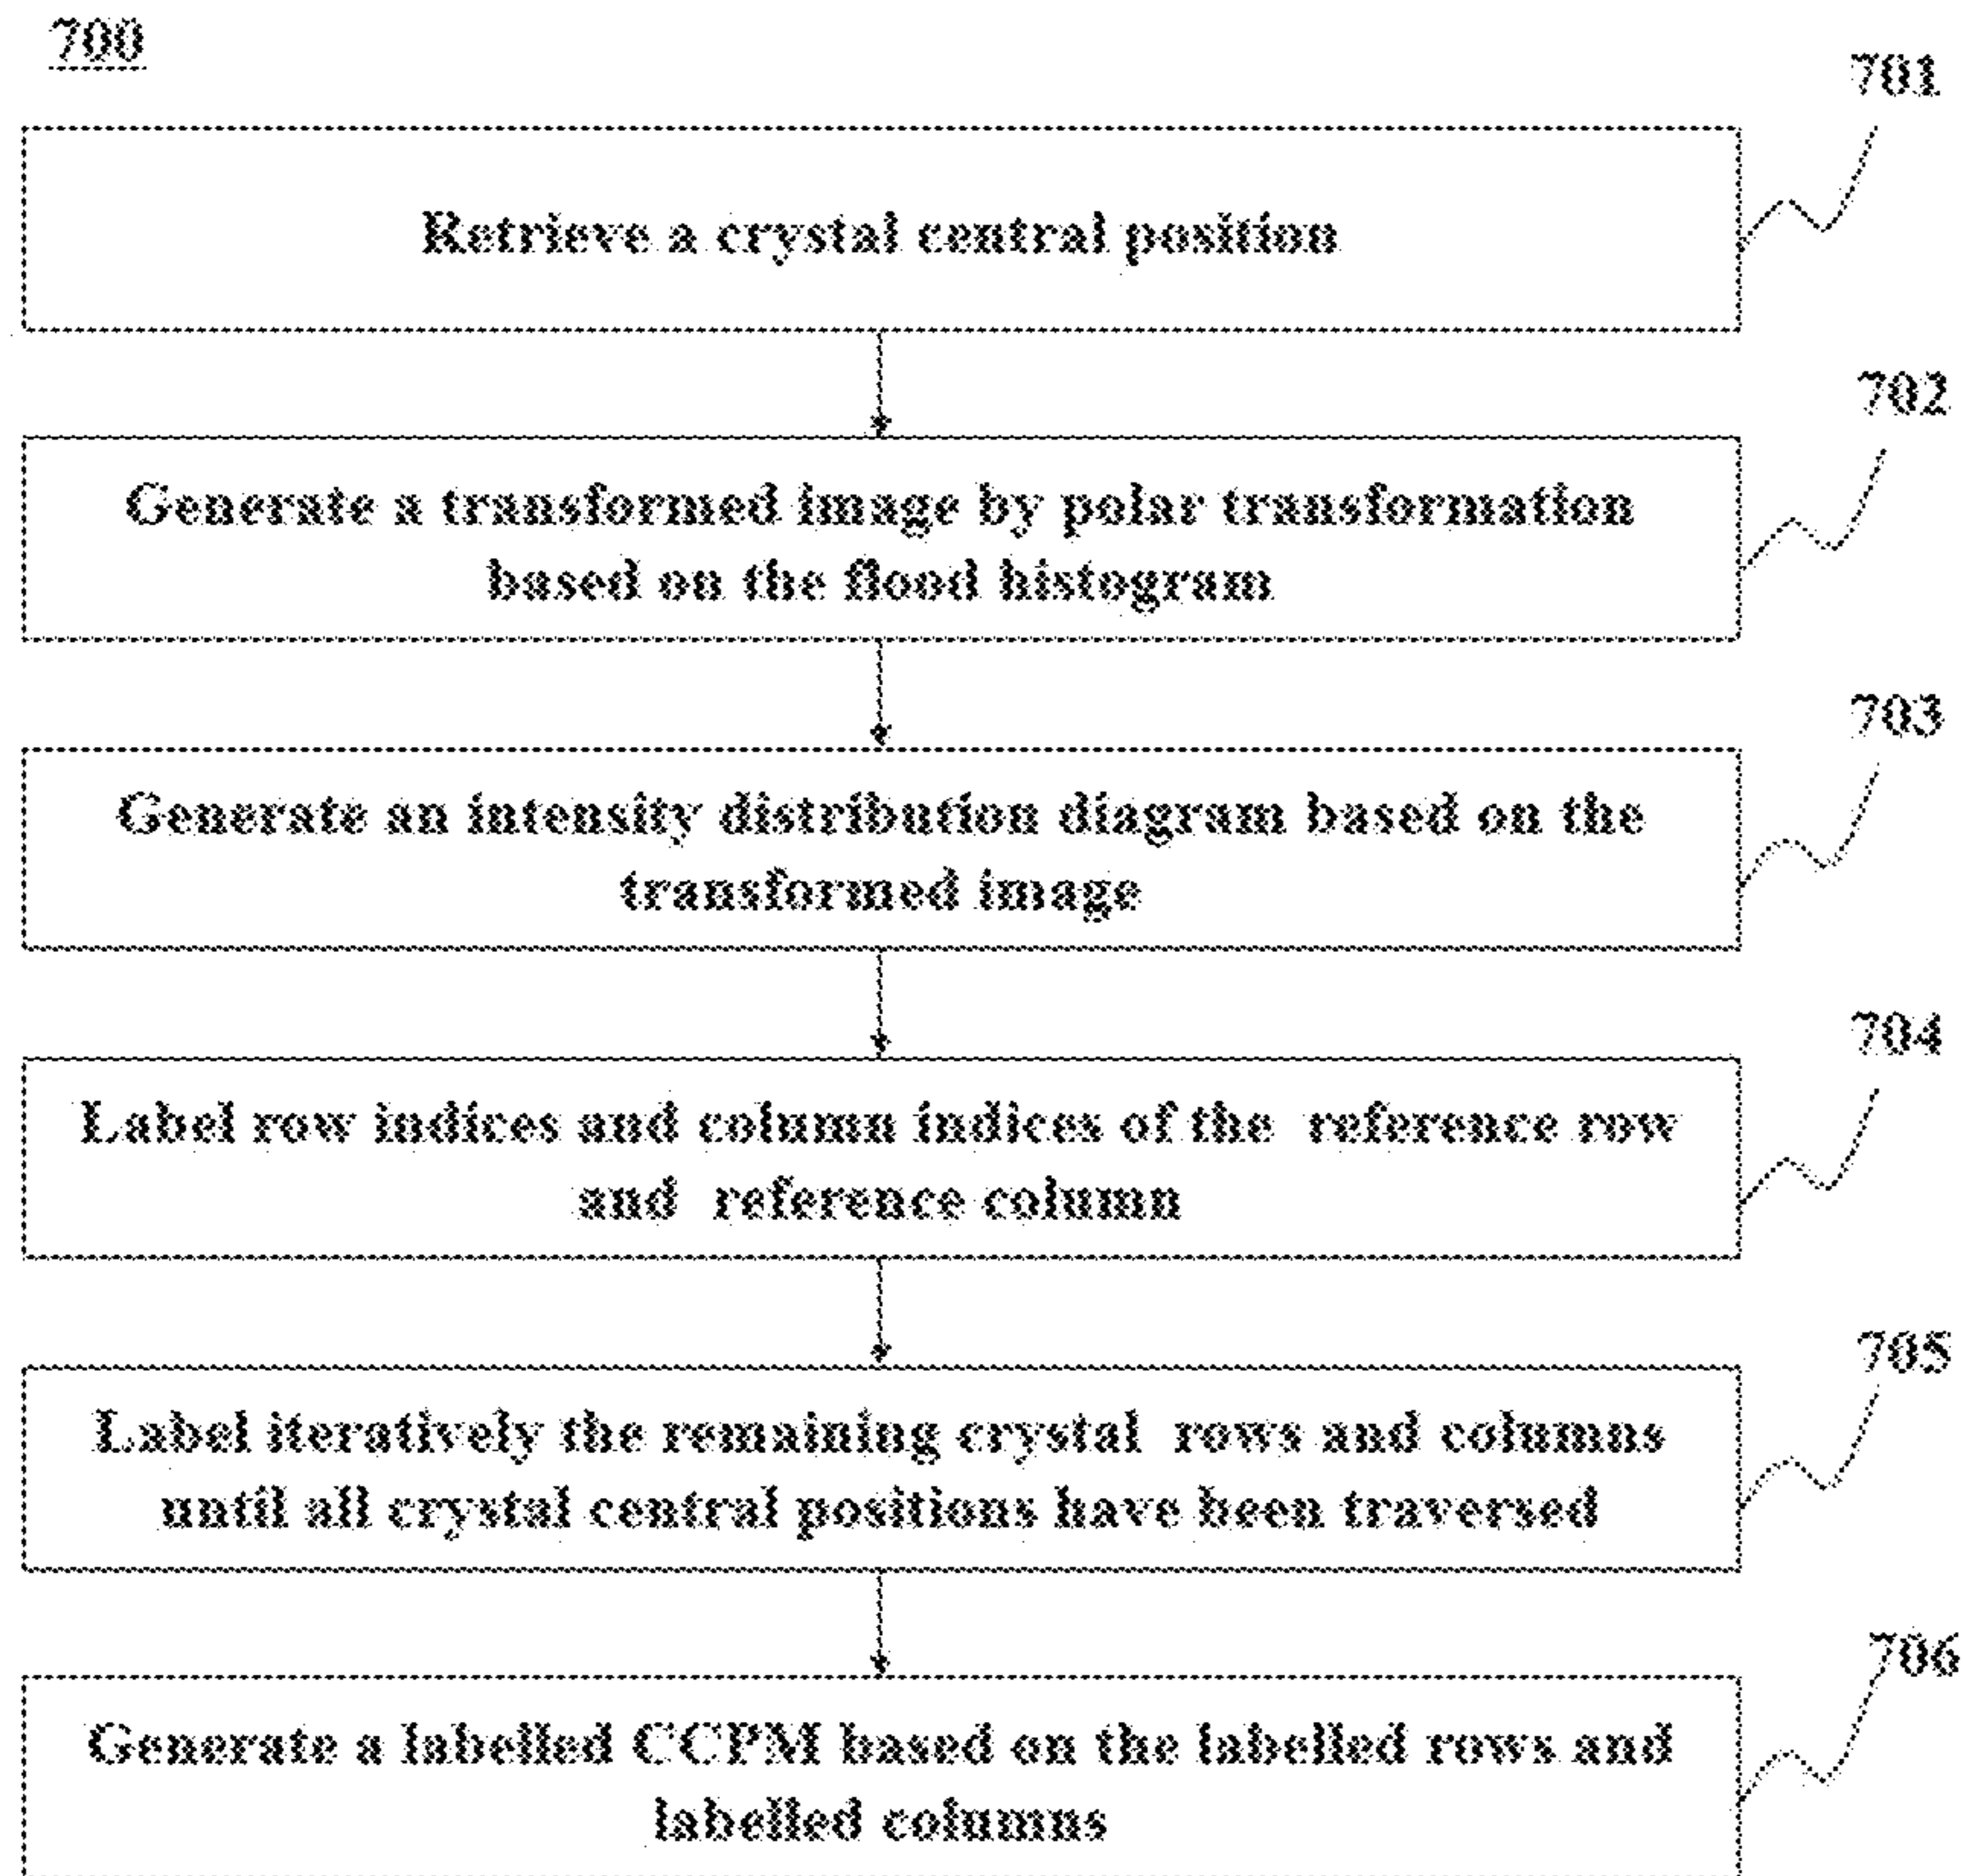 700
701
Retrieve a crystal central position
702
Generate a transformed image by polar transformation
based on the flood histogram
703
Generate an intensity distribution diagram based on the
transformed image
704
Label row indices and column indices of the reference row
and reference column
705
Label iteratively the remaining crystal rows and columns
until all crystal central positions have been traversed
706
Generate a labelled CCPM based on the labelled rows and
labelled columns